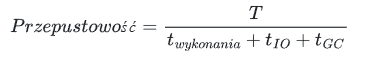 Przepustowość = T / (t_wykonania + t_IO + t_GC)